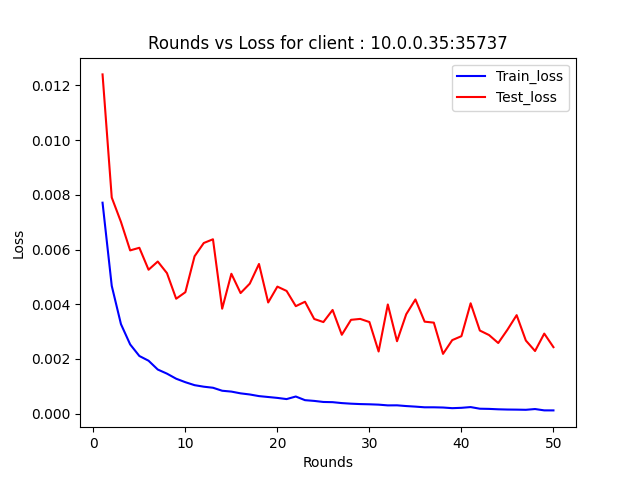 Rounds vs Loss for client : 10.0.0.35:35737
Train_loss
Test_loss
0.012
0.010
0.008
0.006
0.004
0.002
0.000
Loss
0 10 20 30 40 50
Rounds